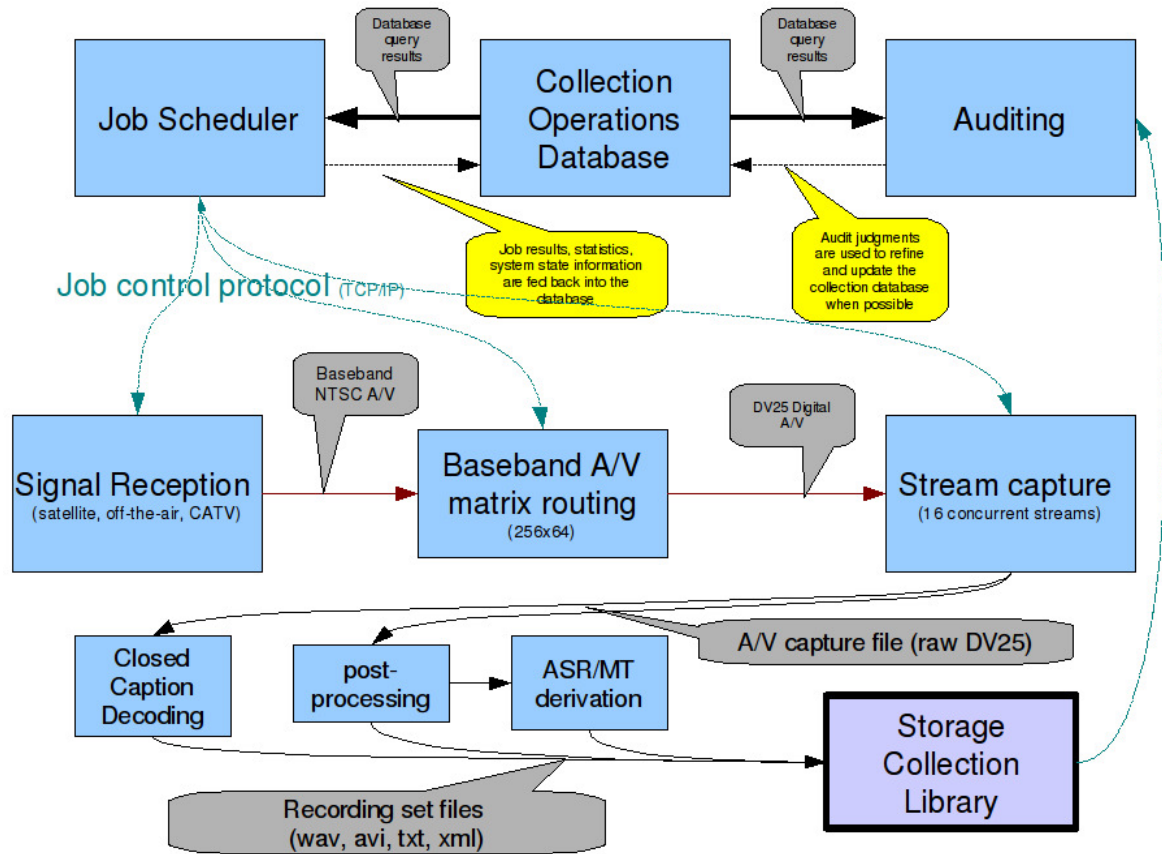 Database
query
results
Database
query
results
Job Scheduler
Collection
Operations
Database
Auditing
Job results, statistics,
system state information
are fed back into the
database
Audit judgments
are used to refine
and update the
collection database
when possible
Job control protocol (TCP/IP)
Baseband
NTSC A/V
DV25 Digital
A/V
Signal Reception
(satellite, off-the-air, CATV)
Baseband A/V
matrix routing
(256x64)
Stream capture
(16 concurrent streams)
A/V capture file (raw DV25)
Closed
Caption
Decoding
post-
processing
ASR/MT
derivation
Storage
Collection
Library
Recording set files
(wav, avi, txt, xml)